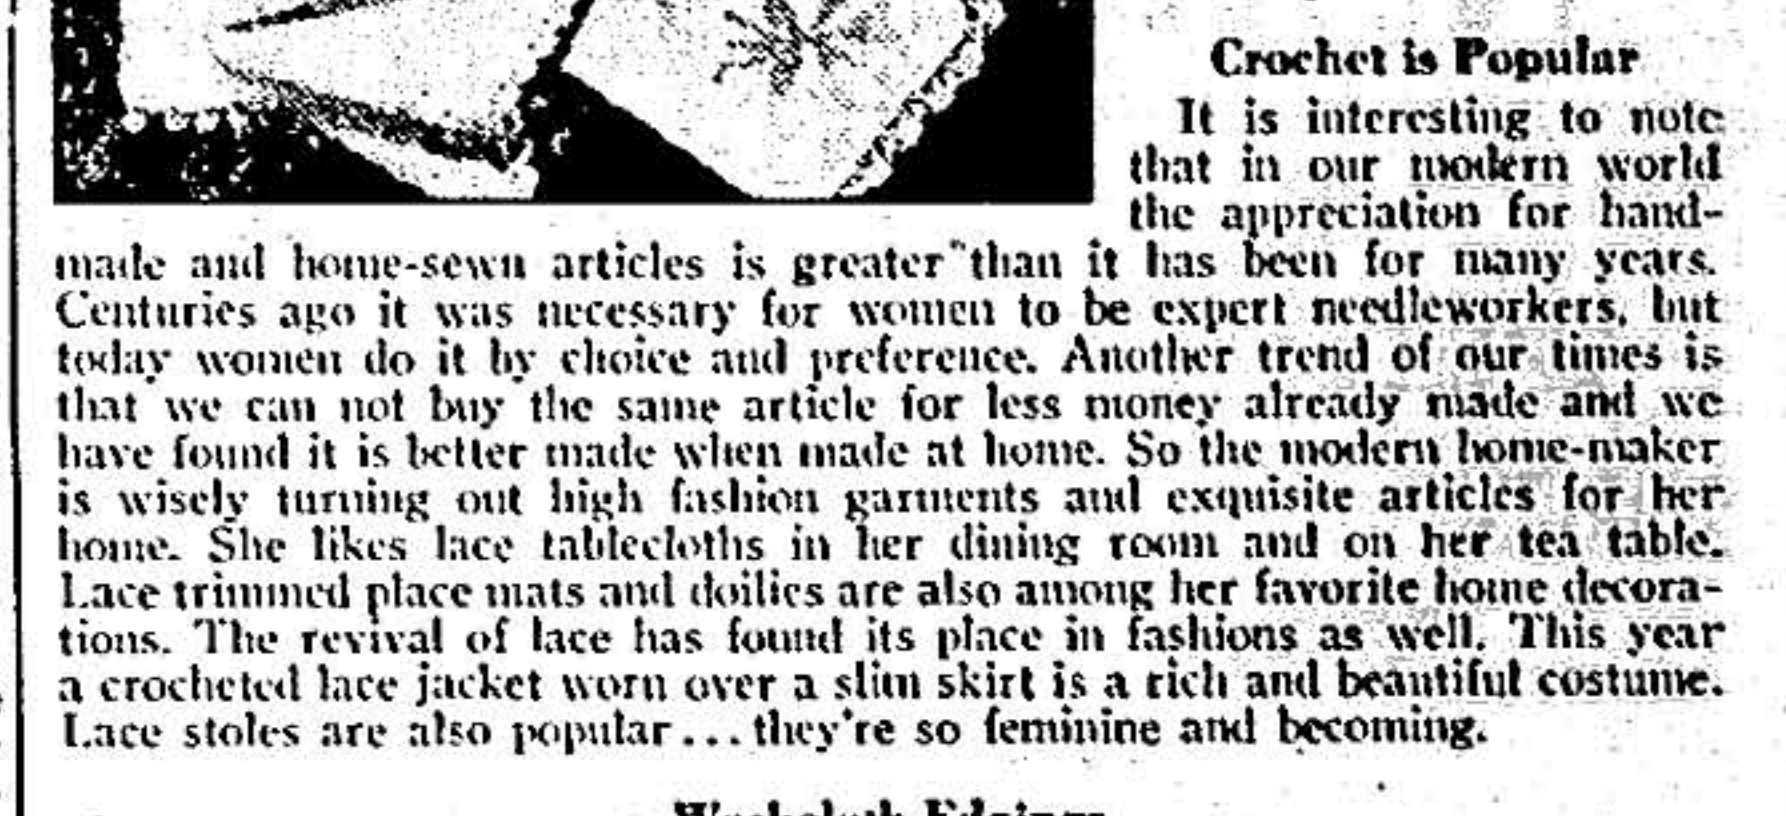 Crochet is Popular
It is interesting to note
that in our modern world
the appreciation for hand-
made and home-sewn articles is greater than it has been for many years.
Centuries ago it was necessary for women to be expert needleworkers, but
today women do it by choice and preference. Another trend of our times is
that we can not buy the same article for less money already made and we
have found it is better made when made at home. So the modern home-maker
is wisely turning out high fashion garments and exquisite articles for her
home. She likes lace tablecloths in her dining room and on her tea table.
Lace trimmed place mats and doilies are also among her favorite home decora-
tions. The revival of lace has found its place in fashions as well. This year
a crocheted lace jacket worn over a slim skirt is a rich and beautiful costume.
Lace stoles are also popular...they're so feminine and becoming.